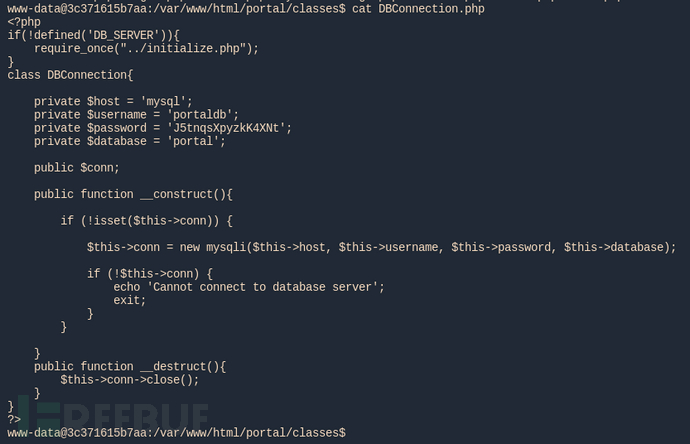 www-data@3c371615b7aa:/var/www/html/portal/classes$ cat DBConnection.php
<?php
if(!defined('DB_SERVER')){
    require_once("../initialize.php");
}
class DBConnection{

    private $host = 'mysql';
    private $username = 'portaldb';
    private $password = 'J5tnqsXpyzkK4XNt';
    private $database = 'portal';

    public $conn;

    public function __construct(){

        if (!isset($this->conn)) {

            $this->conn = new mysqli($this->host, $this->username, $this->password, $this->database);

            if (!$this->conn) {
                echo 'Cannot connect to database server';
                exit;
            }
        }

    }
    public function __destruct(){
        $this->conn->close();
    }
}
?>
FREEBUF
www-data@3c371615b7aa:/var/www/html/portal/classes$